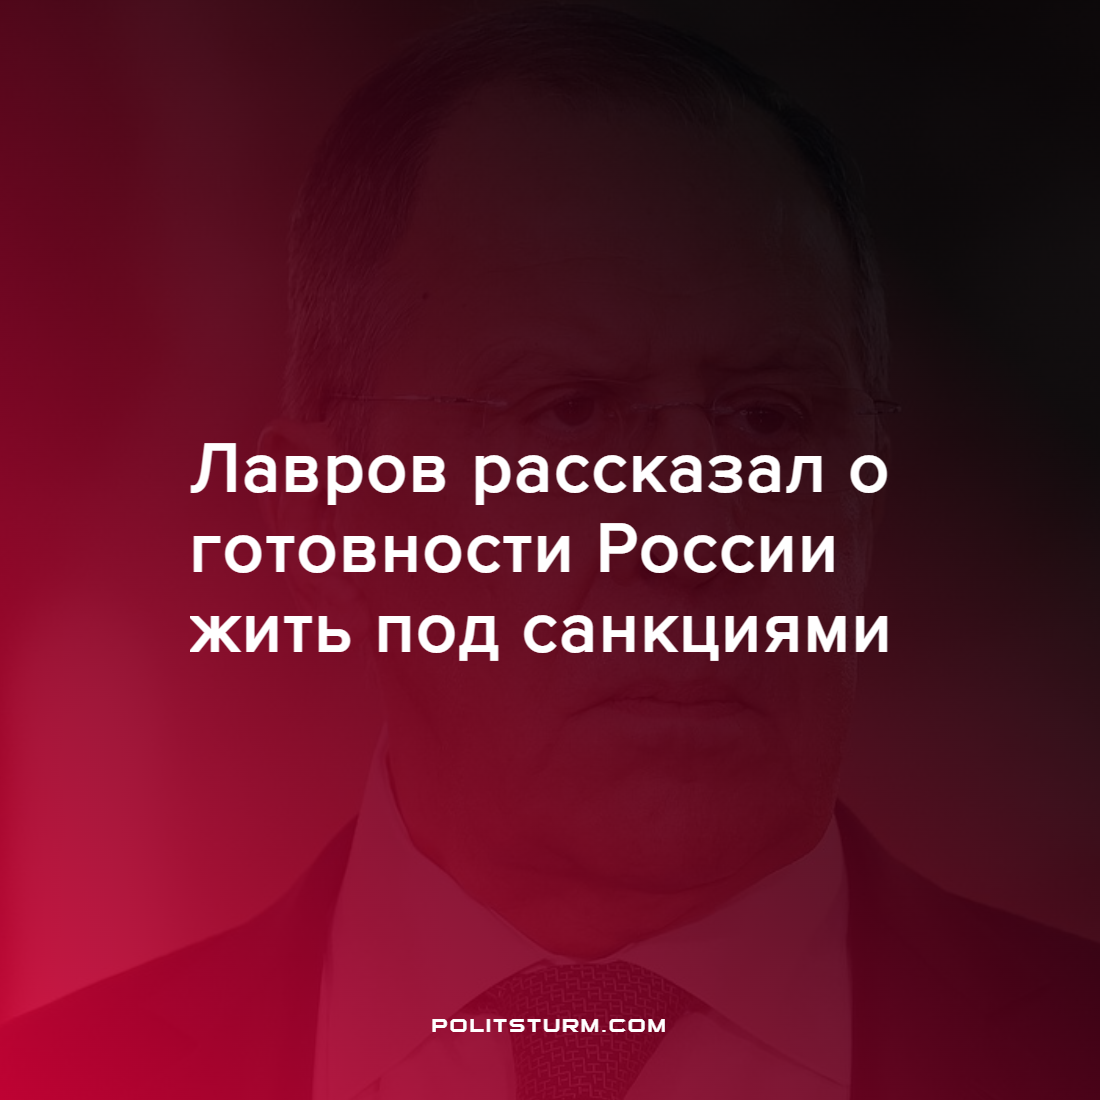 Лавров рассказал о
готовности России
жить под санкциями
POLITSTURM.COM